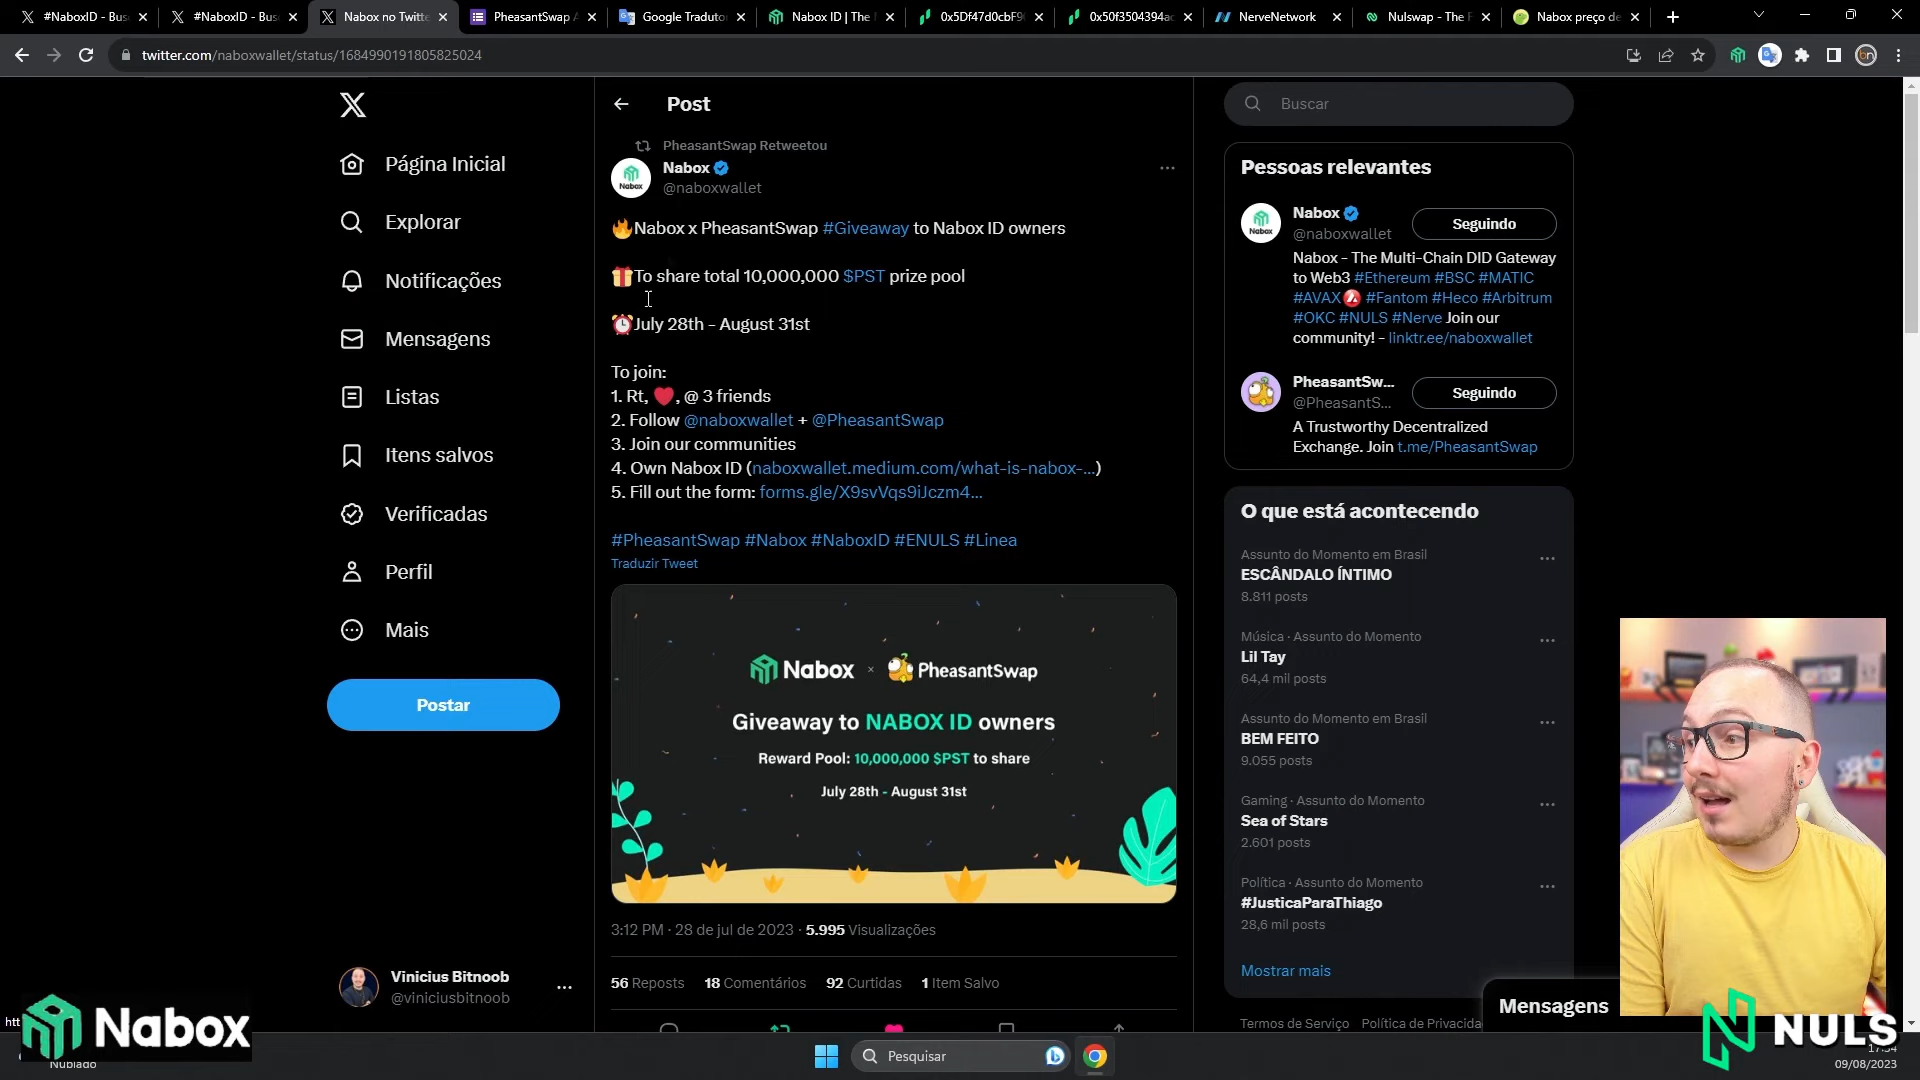 #NaboxID - Bus
#NaboxID - Bus
Nabox no Twitte
PheasantSwap
Google Tradutor
Nabox ID | The
0x5Df47d0cbF9
0x50f3504394ac
NerveNetwork
Nulswap - The F
Nabox preço de
twitter.com/naboxwallet/status/1684990191805825024
Página Inicial
Explorar
Notificações
Mensagens
Listas
Itens salvos
Verificadas
Perfil
Mais
Postar
Vinicius Bitnoob
@viniciusbitnoob
Post
PheasantSwap Retweetou
Nabox
@naboxwallet
🔥Nabox x PheasantSwap #Giveaway to Nabox ID owners
🎁To share total 10,000,000 $PST prize pool
⏰July 28th - August 31st
To join:
1. Rt, ❤️, @ 3 friends
2. Follow @naboxwallet + @PheasantSwap
3. Join our communities
4. Own Nabox ID (naboxwallet.medium.com/what-is-nabox-...)
5. Fill out the form: forms.gle/X9svVqs9iJczm4...
#PheasantSwap #Nabox #NaboxID #ENULS #Linea
Traduzir Tweet
Nabox × PheasantSwap
Giveaway to NABOX ID owners
Reward Pool: 10,000,000 $PST to share
July 28th - August 31st
3:12 PM · 28 de jul de 2023 · 5.995 Visualizações
56 Reposts 18 Comentários 92 Curtidas 1 Item Salvo
Buscar
Pessoas relevantes
Nabox
@naboxwallet
Seguindo
Nabox - The Multi-Chain DID Gateway
to Web3 #Ethereum #BSC #MATIC
#AVAX #Fantom #Heco #Arbitrum
#OKC #NULS #Nerve Join our
community! - linktr.ee/naboxwallet
PheasantSw...
@PheasantS...
Seguindo
A Trustworthy Decentralized
Exchange. Join t.me/PheasantSwap
O que está acontecendo
Assunto do Momento em Brasil
ESCÂNDALO ÍNTIMO
8.811 posts
Música · Assunto do Momento
Lil Tay
64,4 mil posts
Assunto do Momento em Brasil
BEM FEITO
9.055 posts
Gaming · Assunto do Momento
Sea of Stars
2.601 posts
Política · Assunto do Momento
#JusticaParaThiago
28,6 mil posts
Mostrar mais
Termos de Serviço Política de Privacida
Mensagens
htt
Nabox
Nublado
Pesquisar
NULS
09/08/2023